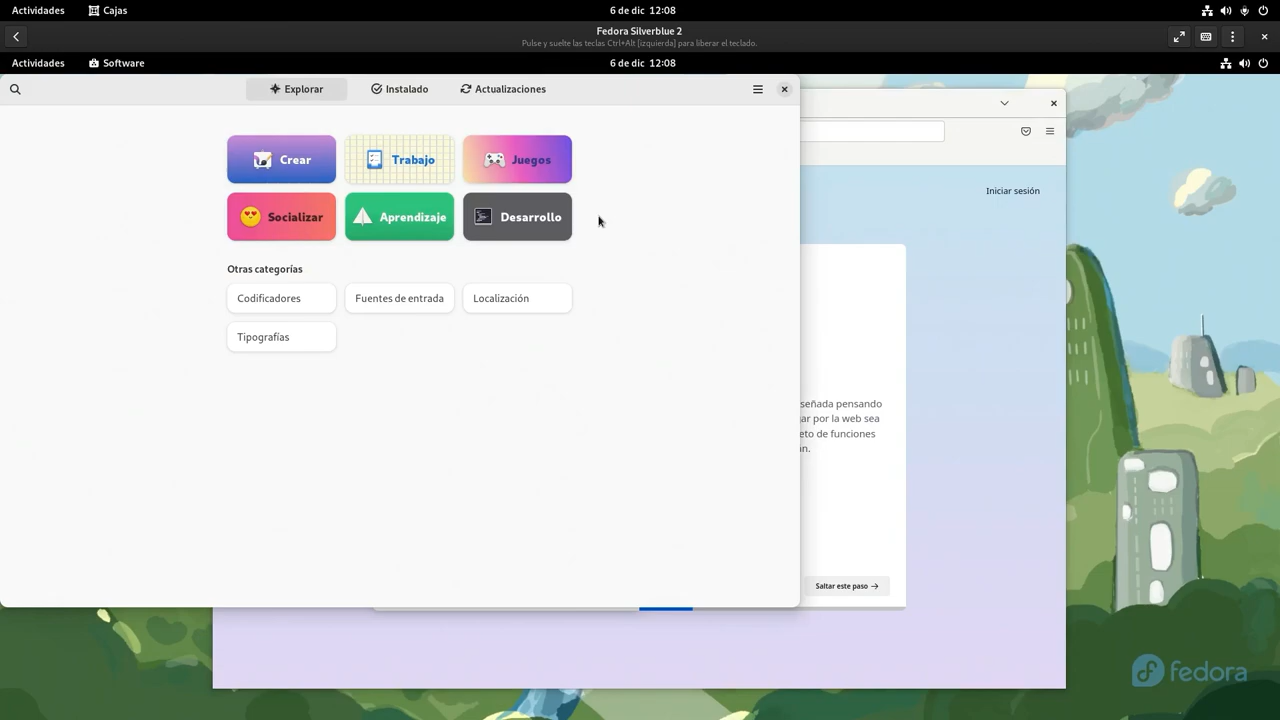 Actividades Cajas 6 de dic 12:08
Fedora Silverblue 2
Pulse y suelte las teclas Ctrl+Alt [izquierda] para liberar el teclado.
Actividades Software 6 de dic 12:08
Explorar Instalado Actualizaciones
Crear Trabajo Juegos
Socializar Aprendizaje Desarrollo
Otras categorías
Codificadores Fuentes de entrada Localización
Tipografías
Iniciar sesión
señada pensando
ar por la web sea
eto de funciones
n.
Saltar este paso →
fedora